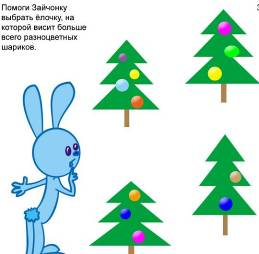 Помоги Зайчонку
выбрать ёлочку, на
которой висит больше
всего разноцветных
шариков.